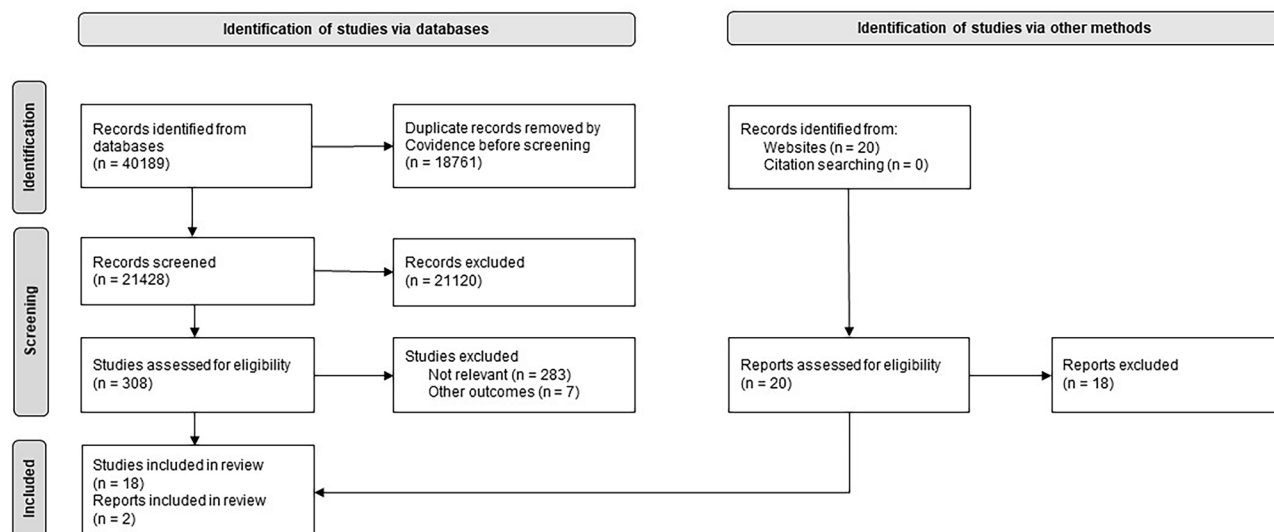 Identification of studies via databases
Identification of studies via other methods
Identification
Records identified from
databases
(n = 40189)
Duplicate records removed by
Covidence before screening
(n = 18761)
Records identified from:
Websites (n = 20)
Citation searching (n = 0)
Screening
Records screened
(n = 21428)
Records excluded
(n = 21120)
Studies assessed for eligibility
(n = 308)
Studies excluded
Not relevant (n = 283)
Other outcomes (n = 7)
Reports assessed for eligibility
(n = 20)
Reports excluded
(n = 18)
Included
Studies included in review
(n = 18)
Reports included in review
(n = 2)